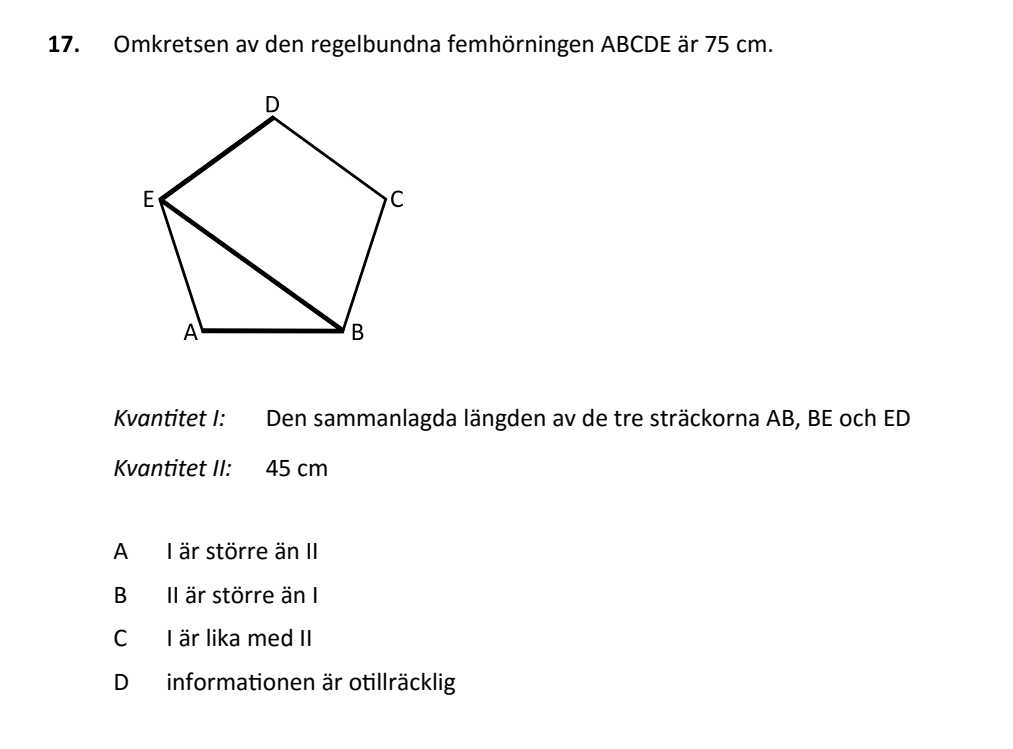 17. Omkretsen av den regelbundna femhörningen ABCDE är 75 cm.
D
E
C
A
B
Kvantitet I: Den sammanlagda längden av de tre sträckorna AB, BE och ED
Kvantitet II: 45 cm
A I är större än II
B II är större än I
C I är lika med II
D informationen är otillräcklig